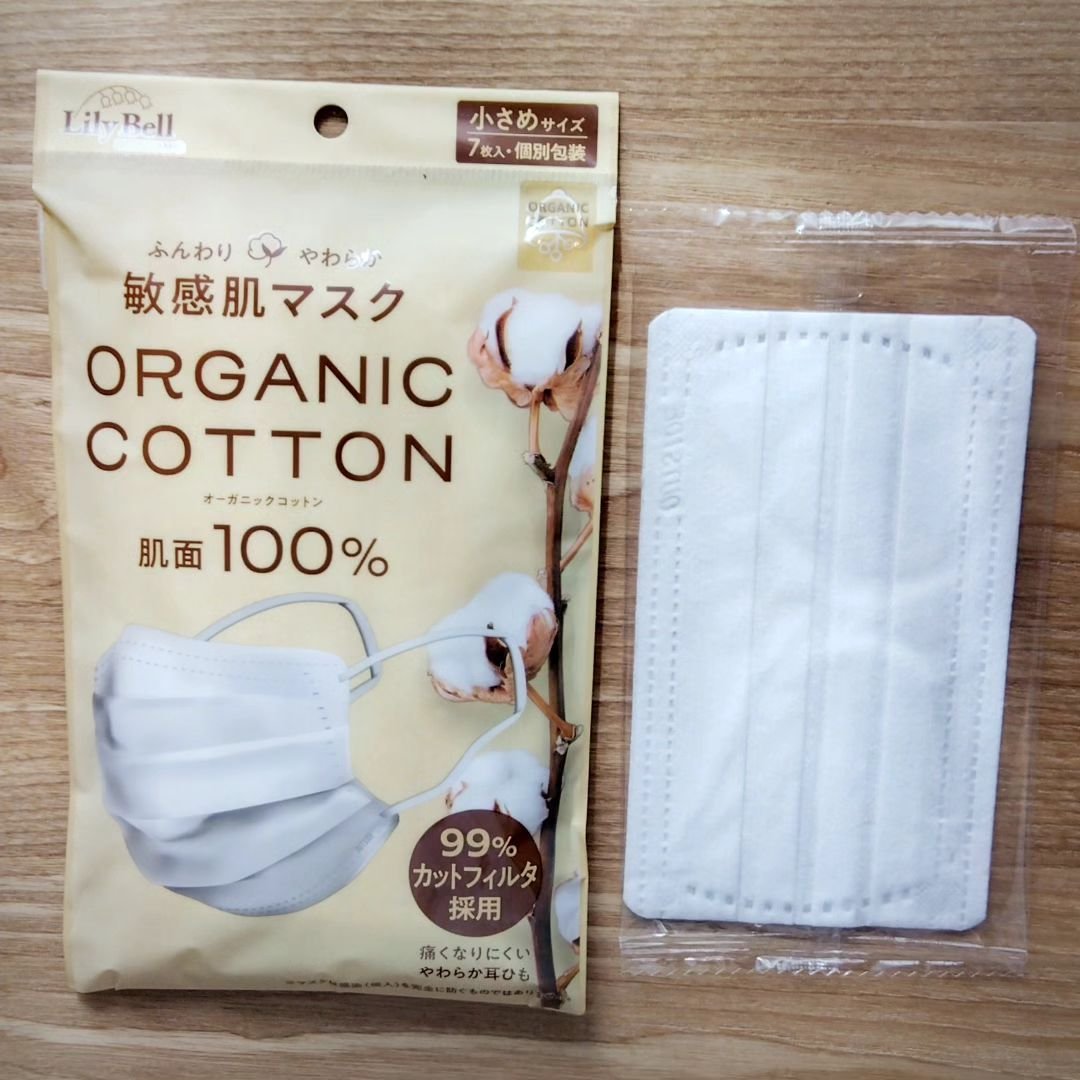 Lily Bell
小さめサイズ
7枚入・個別包装
ORGANIC
COTTON
ふんわり やわらか
敏感肌マスク
ORGANIC
COTTON
オーガニックコットン
肌面100%
99%
カットフィルタ
採用
痛くなりにくい
やわらか耳ひも